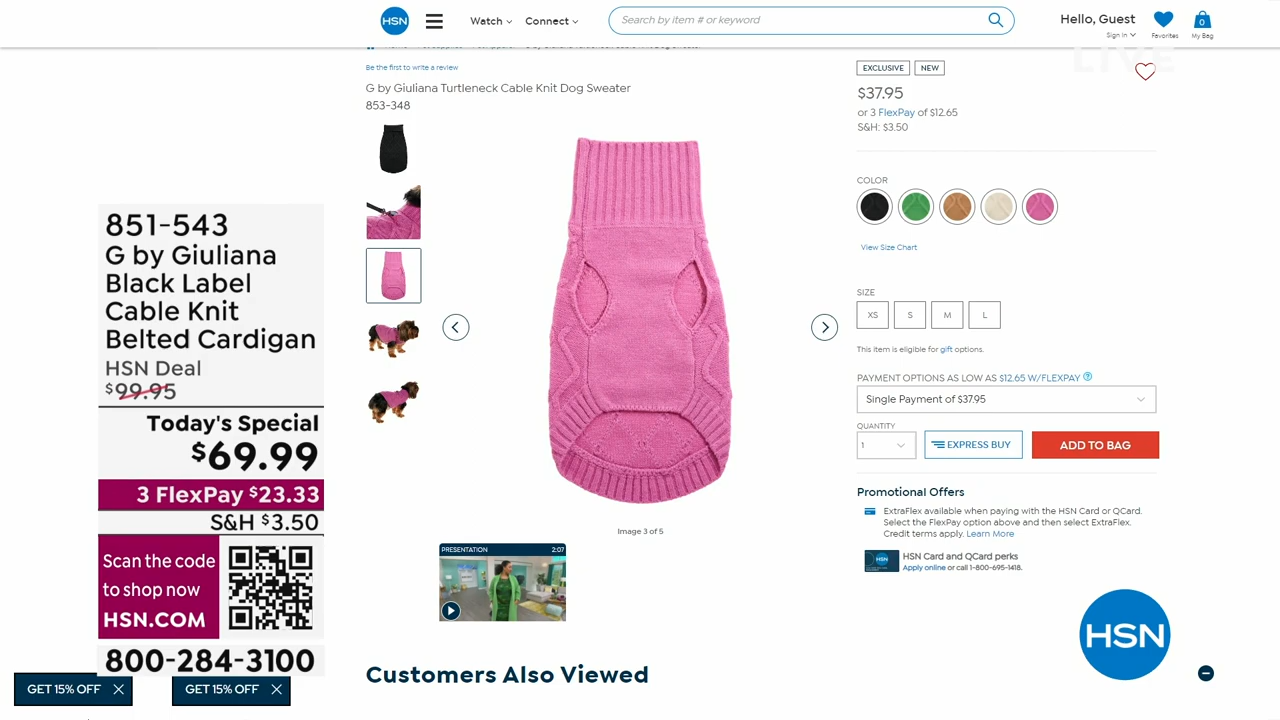 HSN
Watch
Connect
Search by item # or keyword
Hello, Guest
Sign In
Favorites
0
My Bag
LIVE
Be the first to write a review
G by Giuliana Turtleneck Cable Knit Dog Sweater
853-348
EXCLUSIVE
NEW
$37.95
or 3 FlexPay of $12.65
S&H: $3.50
COLOR
View Size Chart
SIZE
XS
S
M
L
This item is eligible for gift options.
PAYMENT OPTIONS AS LOW AS $12.65 W/FLEXPAY ?
Single Payment of $37.95
QUANTITY
1
EXPRESS BUY
ADD TO BAG
Promotional Offers
ExtraFlex available when paying with the HSN Card or QCard.
Select the FlexPay option above and then select ExtraFlex.
Credit terms apply. Learn More
HSN
HSN Card and QCard perks
Apply online or call 1-800-695-1418.
Image 3 of 5
PRESENTATION
2:07
Customers Also Viewed
HSN
851-543
G by Giuliana
Black Label
Cable Knit
Belted Cardigan
HSN Deal
$99.95
Today's Special
$69.99
3 FlexPay $23.33
S&H $3.50
Scan the code
to shop now
HSN.COM
800-284-3100
GET 15% OFF
GET 15% OFF